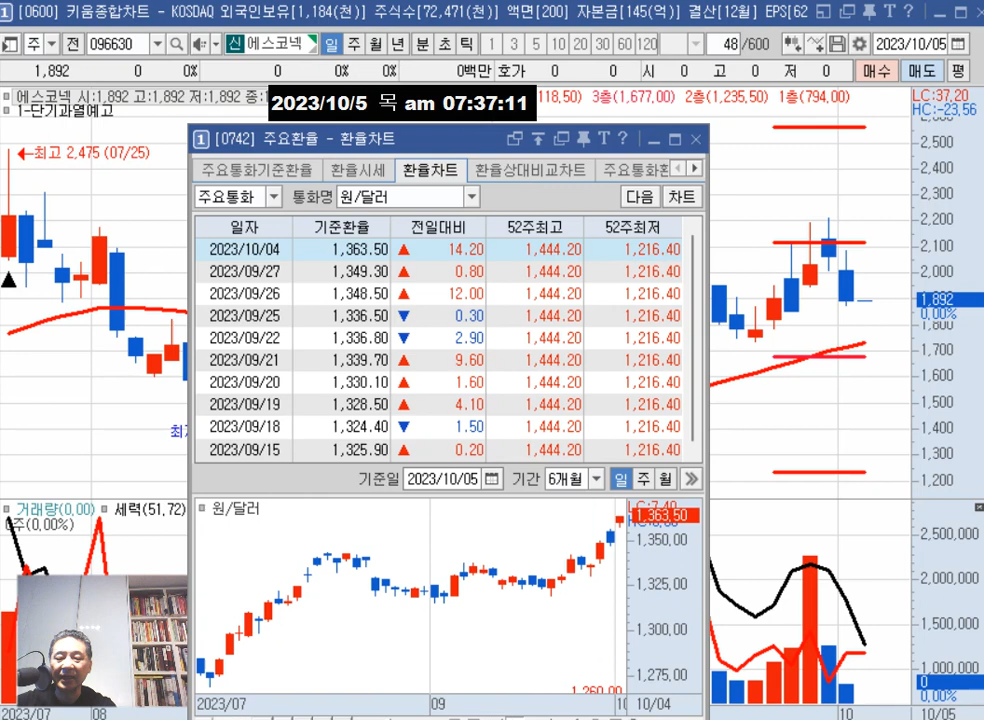 [0600] 키움종합차트 - KOSDAQ 외국인보유[1,184(천)] 주식수[72,471(천)] 액면[200] 자본금[145(억)] 결산[12월] EPS[62
주 전 096630 신 에스코넥 일 주 월 년 분 초 틱 1 3 5 10 20 30 60 120 48 /600 2023/10/05
1,892 0 0% 0 0% 0% 0백만 호가 0 0 시 0 고 0 저 0 매수 매도 평
에스코넥 시:1,892 고:1,892 저:1,892 종:
118,50) 3층(1,677,00) 2층(1,235,50) 1층(794,00)
LC:37,20
HC:-23,56
1-단기과열예고
2023/10/5 목 am 07:37:11
최고 2,475 (07/25)
1 [0742] 주요환율 - 환율차트
주요통화기준환율 환율시세 환율차트 환율상대비교차트 주요통화환
주요통화 통화명 원/달러 다음 차트
일자 기준환율 전일대비 52주최고 52주최저
2023/10/04 1,363.50 ▲ 14.20 1,444.20 1,216.40
2023/09/27 1,349.30 ▲ 0.80 1,444.20 1,216.40
2023/09/26 1,348.50 ▲ 12.00 1,444.20 1,216.40
2023/09/25 1,336.50 ▼ 0.30 1,444.20 1,216.40
2023/09/22 1,336.80 ▼ 2.90 1,444.20 1,216.40
2023/09/21 1,339.70 ▲ 9.60 1,444.20 1,216.40
2023/09/20 1,330.10 ▲ 1.60 1,444.20 1,216.40
2023/09/19 1,328.50 ▲ 4.10 1,444.20 1,216.40
2023/09/18 1,324.40 ▼ 1.50 1,444.20 1,216.40
2023/09/15 1,325.90 ▲ 0.20 1,444.20 1,216.40
기준일 2023/10/05 기간 6개월 일 주 월
원/달러
1,363.50
1,350,00
1,325,00
1,300,00
1,275,00
2023/07 09 10 10/04
2,500
2,400
2,300
2,200
2,100
2,000
1,892
0,00%
1,800
1,700
1,600
1,500
1,400
1,300
1,200
거래량(0,00) 세력(51,72)
0주(0,00%)
2,500,000
2,000,000
1,500,000
1,000,000
0
0,00%
2023/07 08 10 10/05